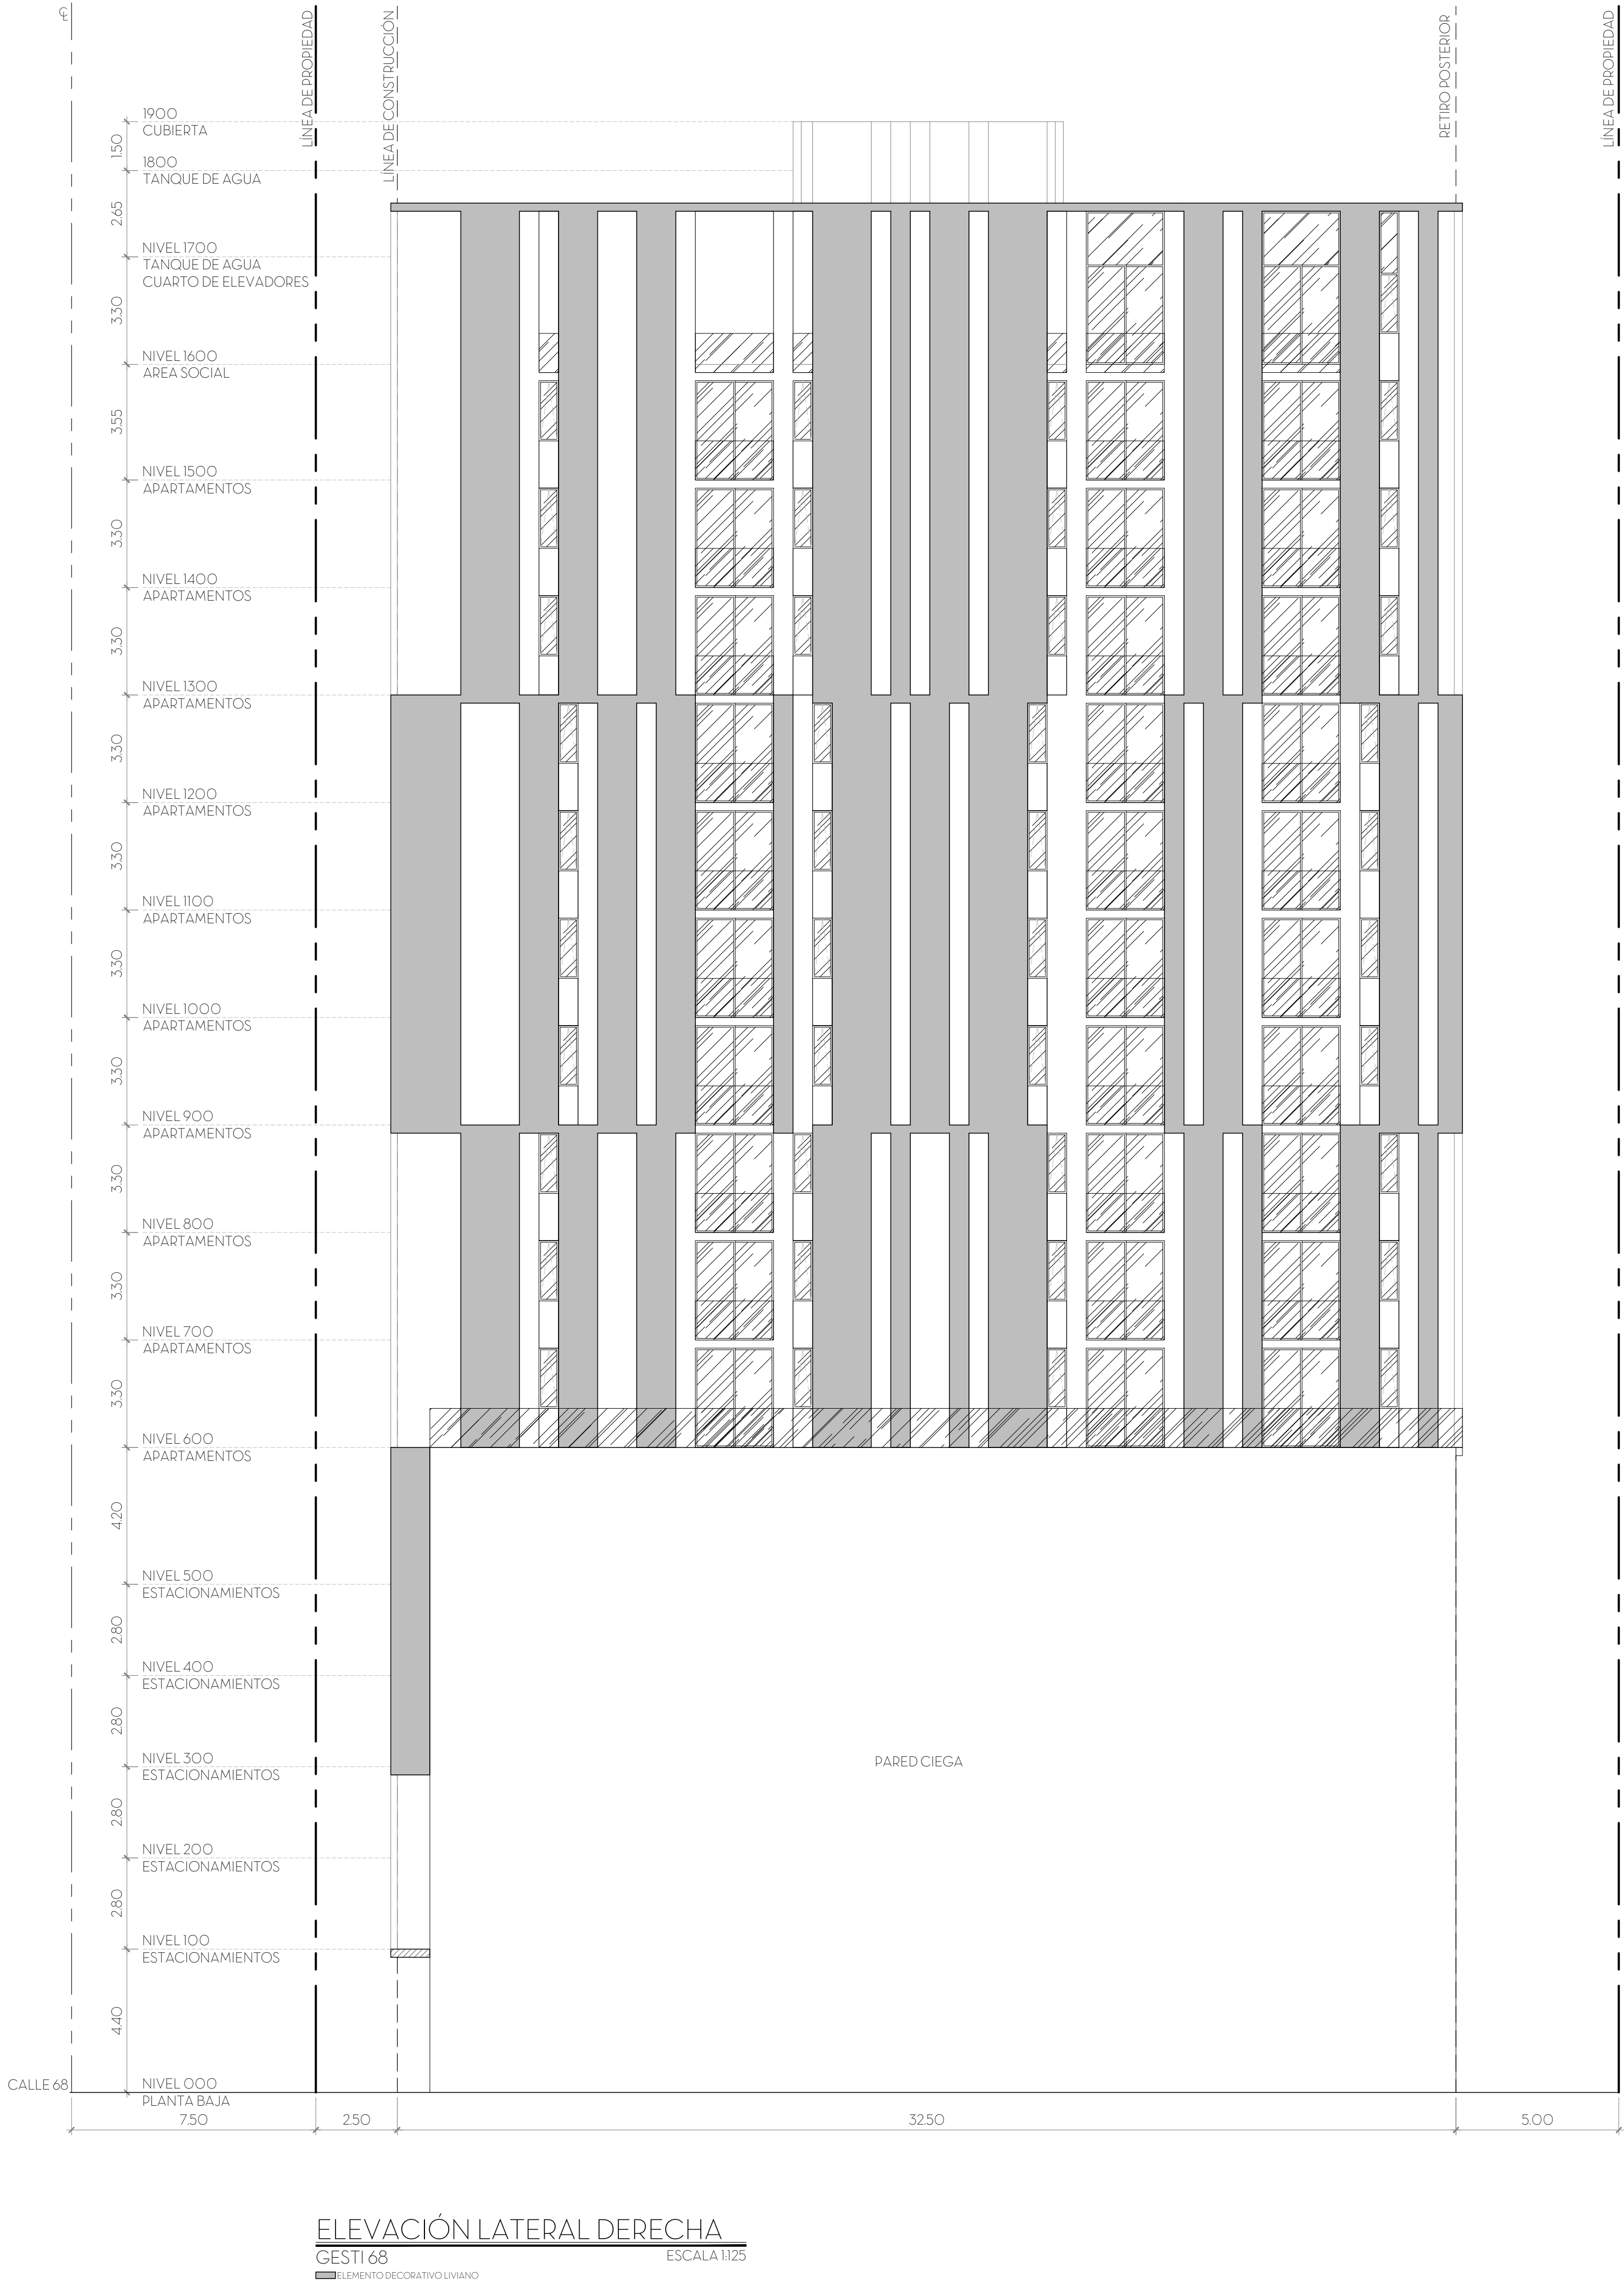 ℄
LÍNEA DE PROPIEDAD
LÍNEA DE CONSTRUCCIÓN
RETIRO POSTERIOR
LÍNEA DE PROPIEDAD
1900
CUBIERTA
1.50
1800
TANQUE DE AGUA
2.65
NIVEL 1700
TANQUE DE AGUA
CUARTO DE ELEVADORES
3.30
NIVEL 1600
AREA SOCIAL
3.55
NIVEL 1500
APARTAMENTOS
3.30
NIVEL 1400
APARTAMENTOS
3.30
NIVEL 1300
APARTAMENTOS
3.30
NIVEL 1200
APARTAMENTOS
3.30
NIVEL 1100
APARTAMENTOS
3.30
NIVEL 1000
APARTAMENTOS
3.30
NIVEL 900
APARTAMENTOS
3.30
NIVEL 800
APARTAMENTOS
3.30
NIVEL 700
APARTAMENTOS
3.30
NIVEL 600
APARTAMENTOS
4.20
NIVEL 500
ESTACIONAMIENTOS
2.80
NIVEL 400
ESTACIONAMIENTOS
2.80
NIVEL 300
ESTACIONAMIENTOS
PARED CIEGA
2.80
NIVEL 200
ESTACIONAMIENTOS
2.80
NIVEL 100
ESTACIONAMIENTOS
4.40
CALLE 68
NIVEL 000
PLANTA BAJA
7.50 2.50 32.50 5.00
ELEVACIÓN LATERAL DERECHA
GESTI 68 ESCALA 1:125
ELEMENTO DECORATIVO LIVIANO